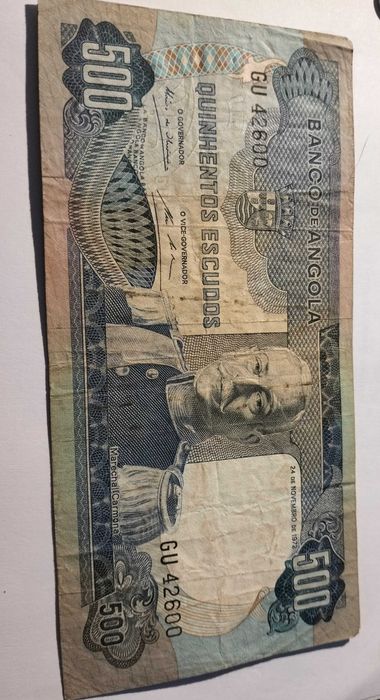 500
BANCO DE ANGOLA
GU 42600
QUINHENTOS ESCUDOS
O GOVERNADOR
O VICE-GOVERNADOR
24 DE NOVEMBRO DE 1972
Marechal Carmona
GU 42600
500
500